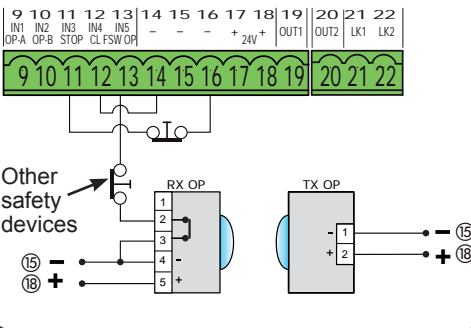 9 10 11 12 13 14 15 16 17 18 19 20 21 22
IN1 IN2 IN3 IN4 IN5 - - - + + OUT1 OUT2 LK1 LK2
OP-A OP-B STOP CL FSW OP 24V
9 10 11 12 13 14 15 16 17 18 19 20 21 22
Other
safety
devices
RX OP
1
2
3
4 -
5 +
TX OP
- 1
+ 2
15 -
18 +
- 15
+ 18